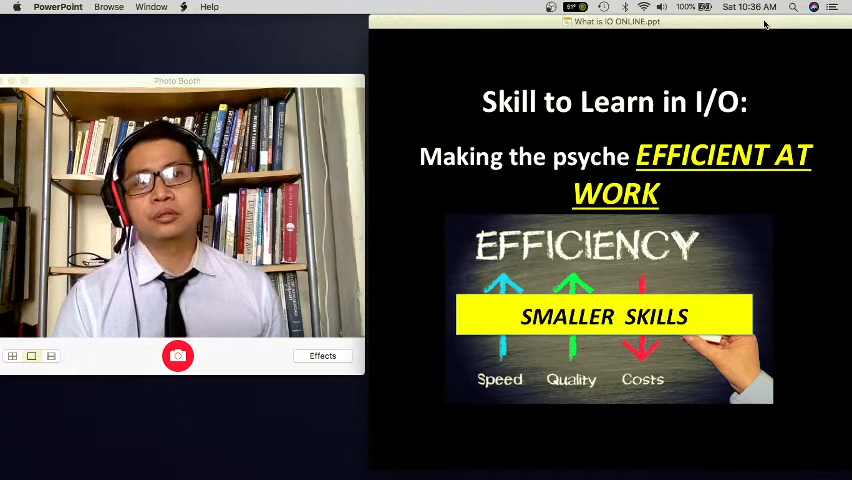 PowerPoint Browse Window Help
51° 100% Sat 10:36 AM
What is IO ONLINE.ppt
Photo Booth
Skill to Learn in I/O:
Making the psyche EFFICIENT AT
WORK
EFFICIENCY
SMALLER SKILLS
Speed Quality Costs
Effects